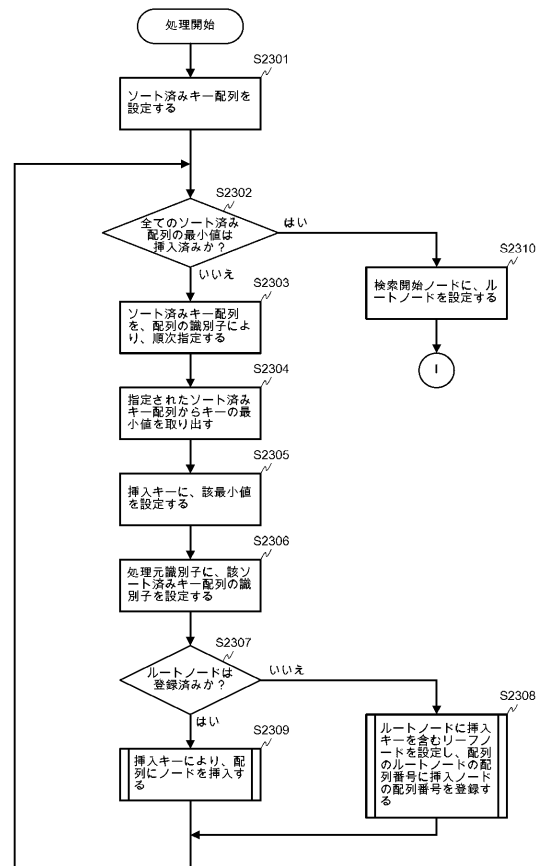 処理開始
S2301
ソート済みキー配列を
設定する
S2302
全てのソート済み
配列の最小値は
挿入済みか?
はい
いいえ
S2310
検索開始ノードに、ル
ートノードを設定する
I
S2303
ソート済みキー配列
を、配列の識別子によ
り、順次指定する
S2304
指定されたソート済み
キー配列からキーの最
小値を取り出す
S2305
挿入キーに、該最小値
を設定する
S2306
処理元識別子に、該ソ
ート済みキー配列の識
別子を設定する
S2307
ルートノードは
登録済みか?
いいえ
はい
S2308
ルートノードに挿入
キーを含むリーフノ
ードを設定し、配列
のルートノードの配
列番号に挿入ノード
の配列番号を登録す
る
S2309
挿入キーにより、配
列にノードを挿入す
る